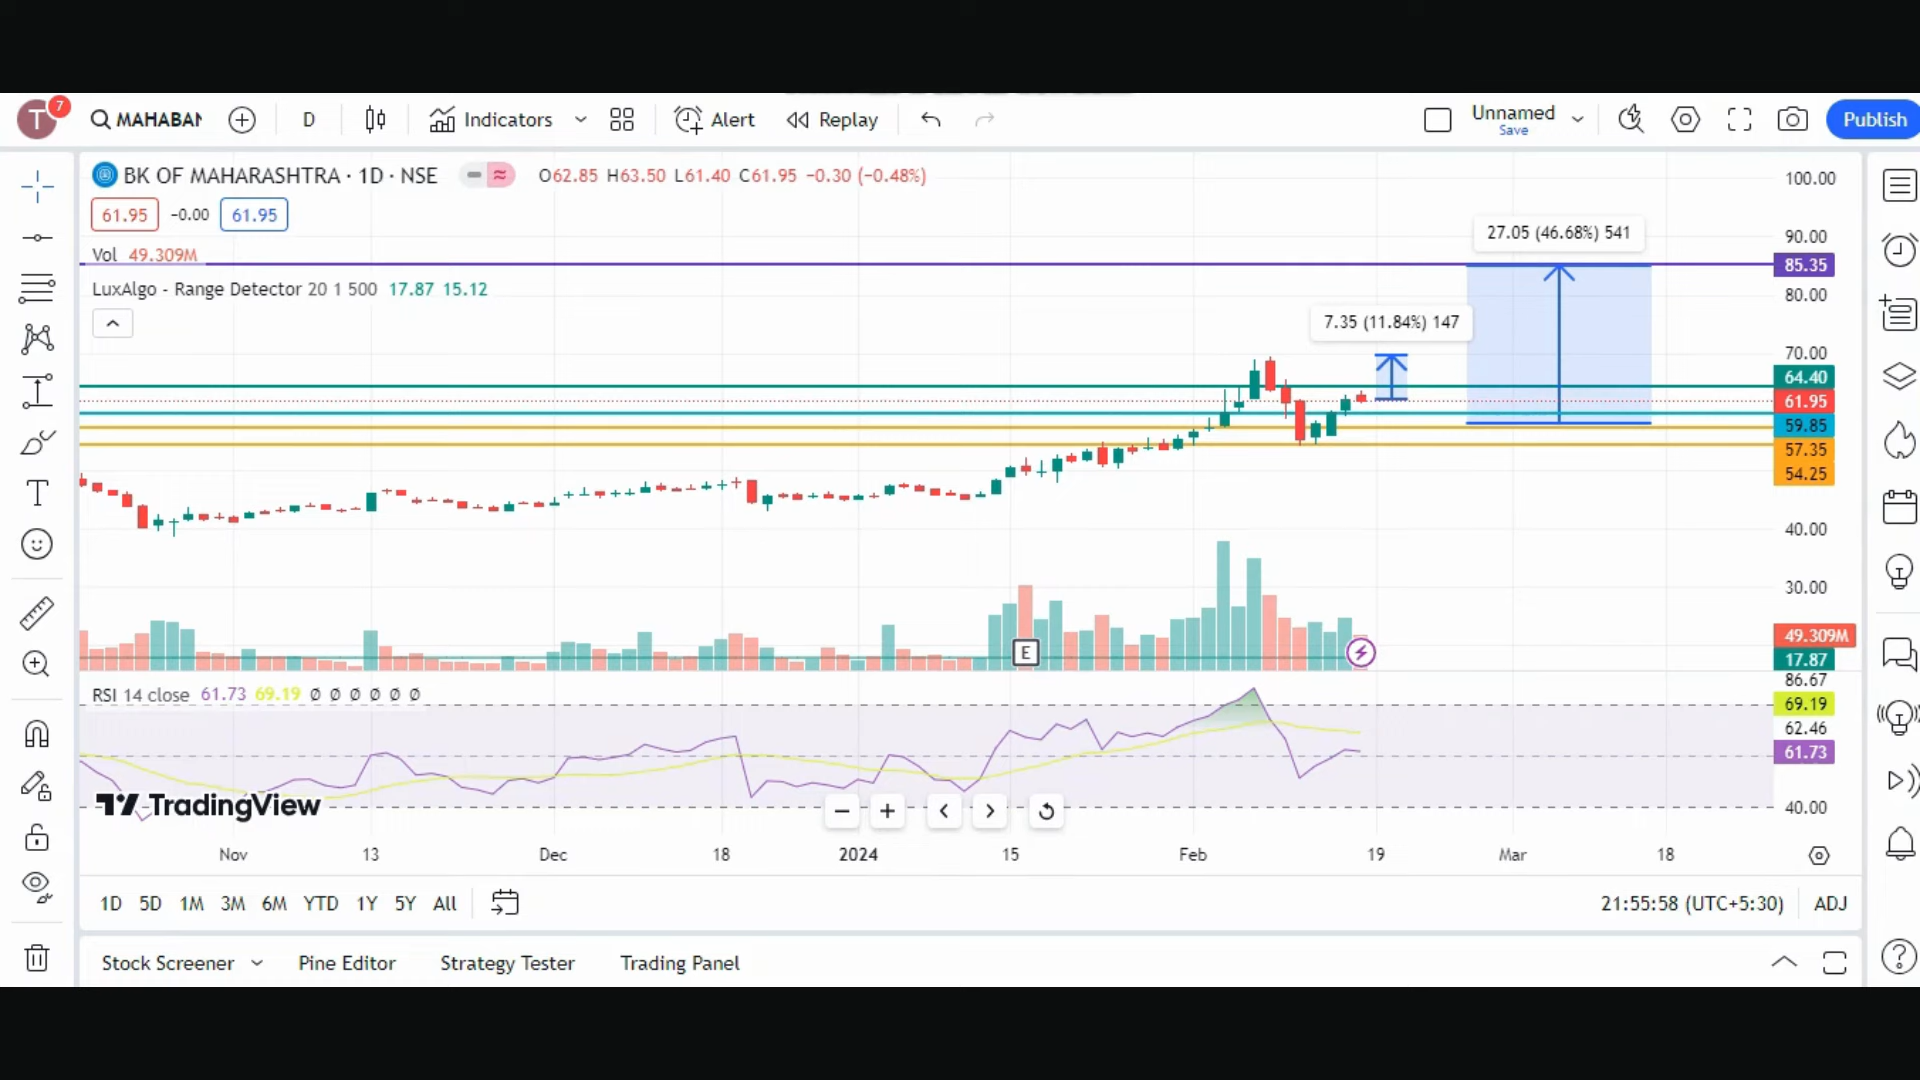 T 7 MAHABAN D Indicators Alert Replay Unnamed Save Publish
BK OF MAHARASHTRA · 1D · NSE O62.85 H63.50 L61.40 C61.95 −0.30 (−0.48%)
61.95 −0.00 61.95
Vol 49.309M
LuxAlgo - Range Detector 20 1 500 17.87 15.12
27.05 (46.68%) 541
7.35 (11.84%) 147
100.00
90.00
85.35
80.00
70.00
64.40
61.95
59.85
57.35
54.25
40.00
30.00
49.309M
17.87
E
RSI 14 close 61.73 69.19 Ø Ø Ø Ø Ø Ø
86.67
69.19
62.46
61.73
40.00
TradingView
Nov 13 Dec 18 2024 15 Feb 19 Mar 18
1D 5D 1M 3M 6M YTD 1Y 5Y All 21:55:58 (UTC+5:30) ADJ
Stock Screener Pine Editor Strategy Tester Trading Panel